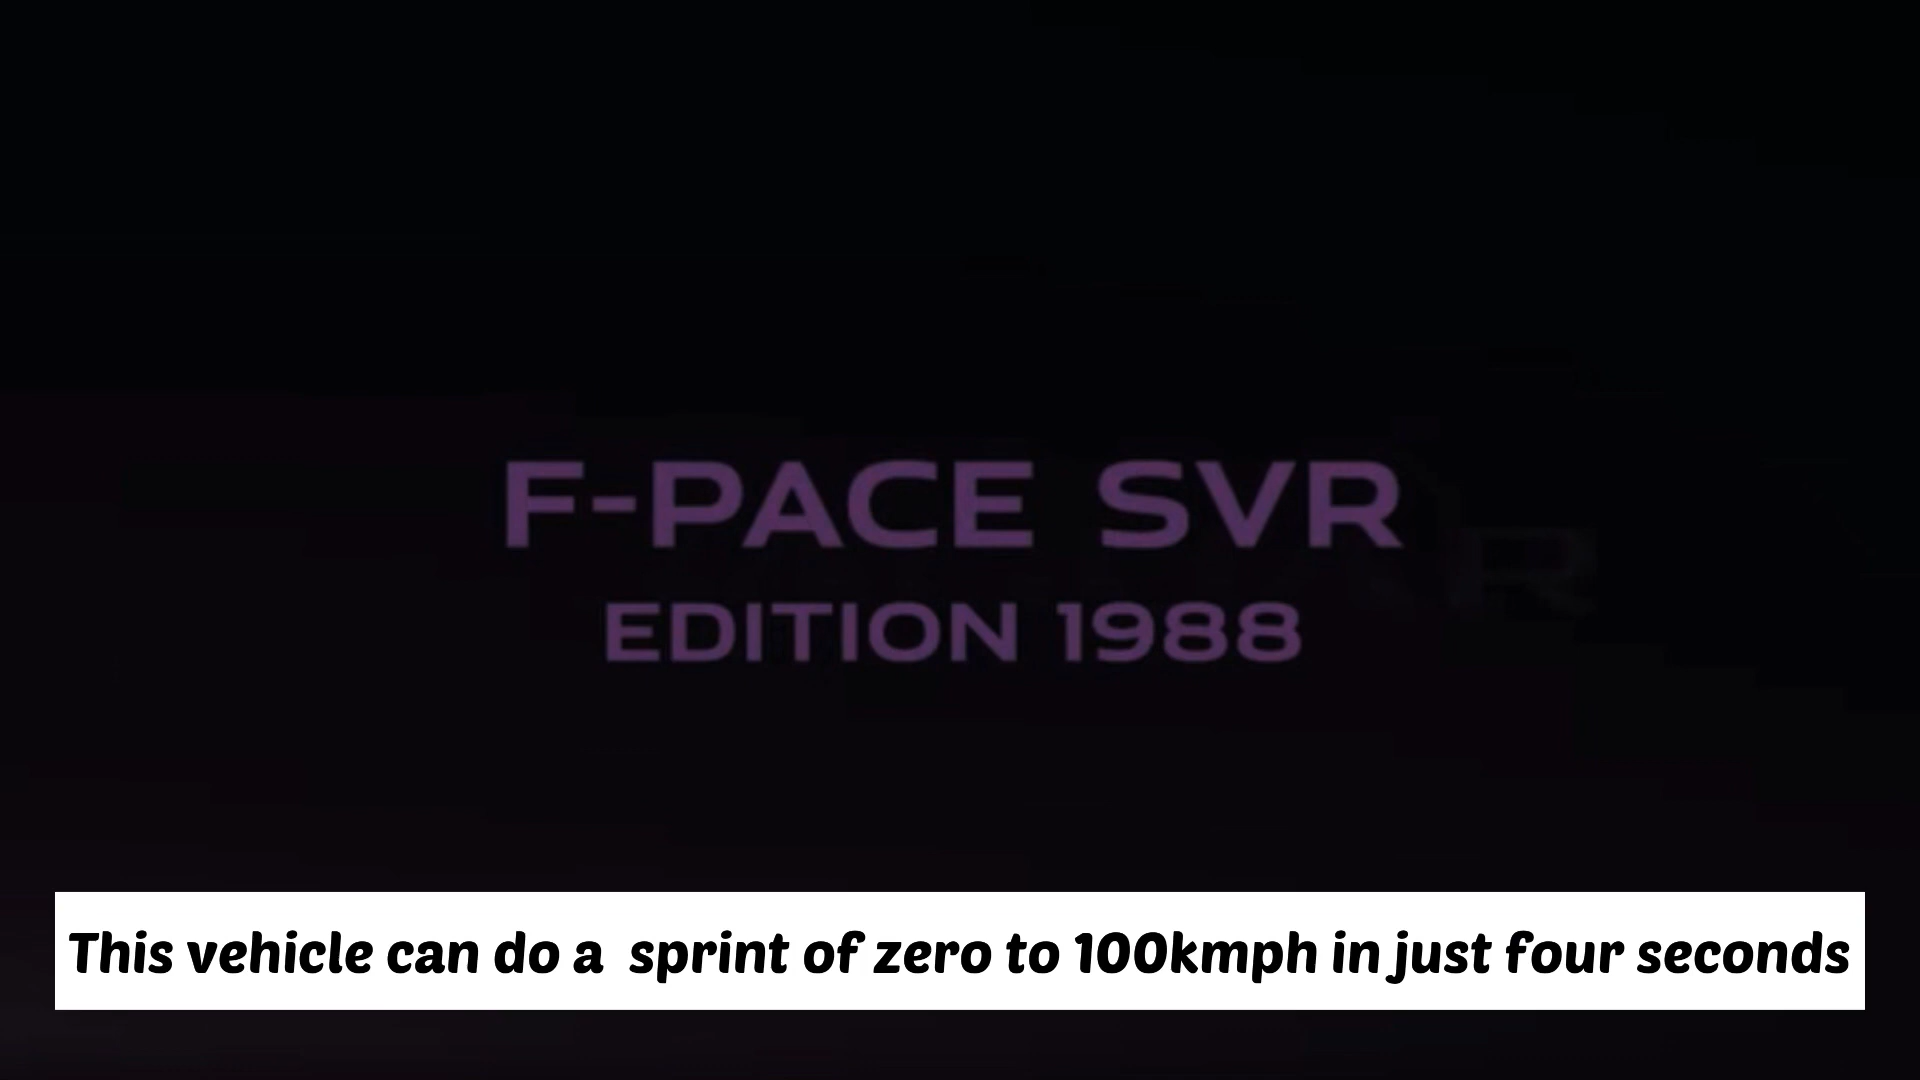 F-PACE SVR
EDITION 1988
This vehicle can do a  sprint of zero to 100kmph in just four seconds